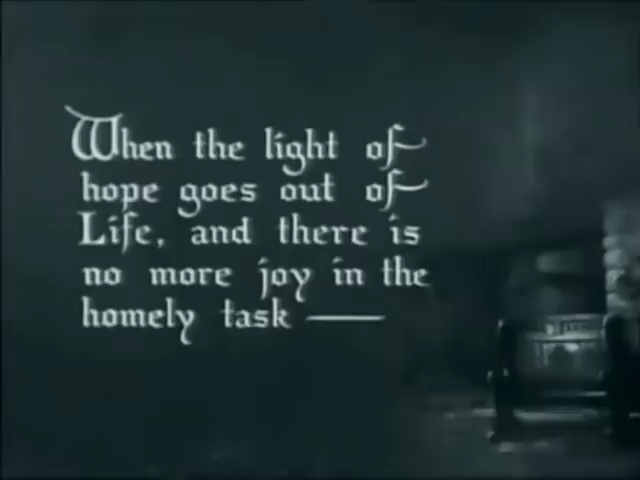 When the light of
hope goes out of
Life, and there is
no more joy in the
homely task ——